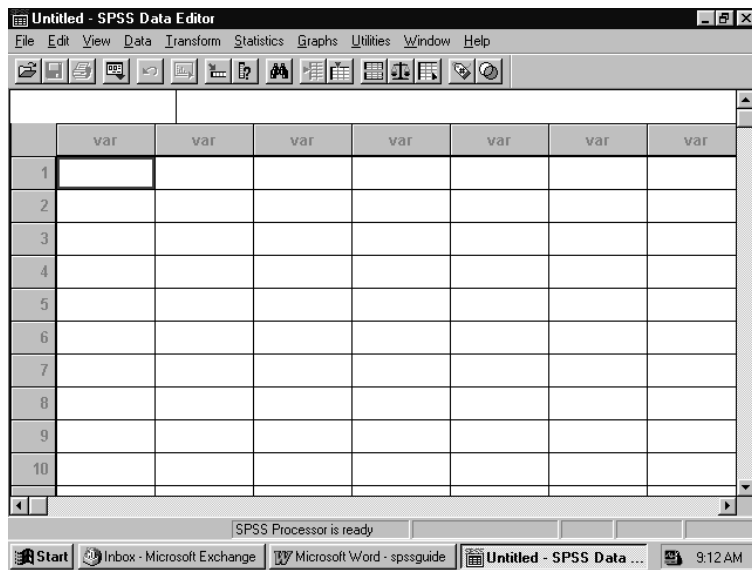 Untitled - SPSS Data Editor
File Edit View Data Transform Statistics Graphs Utilities Window Help
var var var var var var var
1
2
3
4
5
6
7
8
9
10
SPSS Processor is ready
Start Inbox - Microsoft Exchange Microsoft Word - spssguide Untitled - SPSS Data ... 9:12 AM